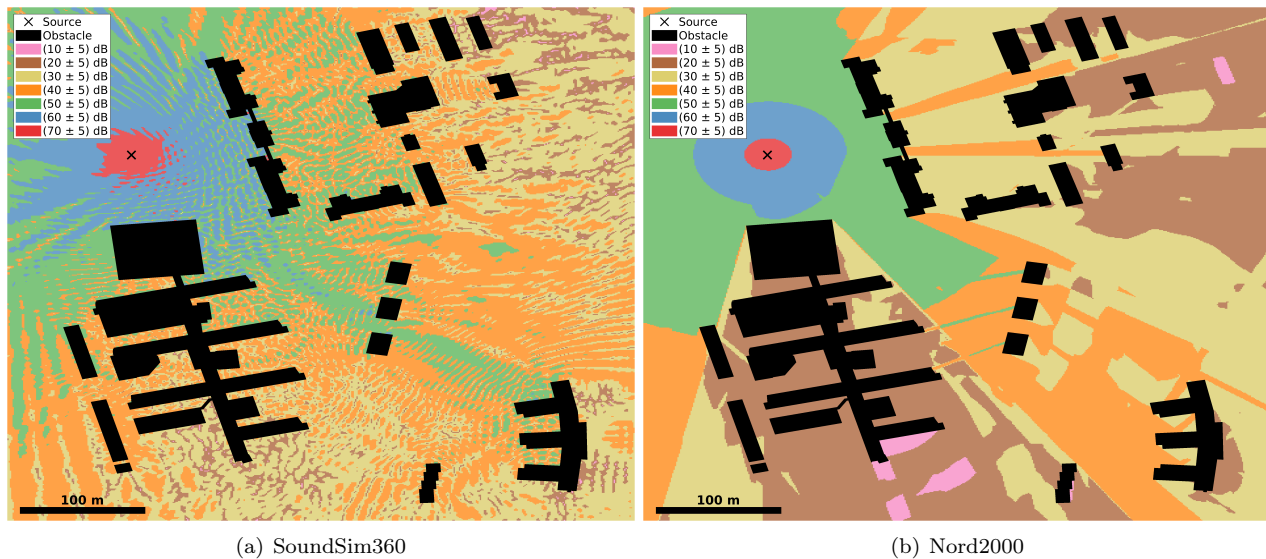 Source
Obstacle
(10 ± 5) dB
(20 ± 5) dB
(30 ± 5) dB
(40 ± 5) dB
(50 ± 5) dB
(60 ± 5) dB
(70 ± 5) dB
100 m
(a) SoundSim360
Source
Obstacle
(10 ± 5) dB
(20 ± 5) dB
(30 ± 5) dB
(40 ± 5) dB
(50 ± 5) dB
(60 ± 5) dB
(70 ± 5) dB
100 m
(b) Nord2000